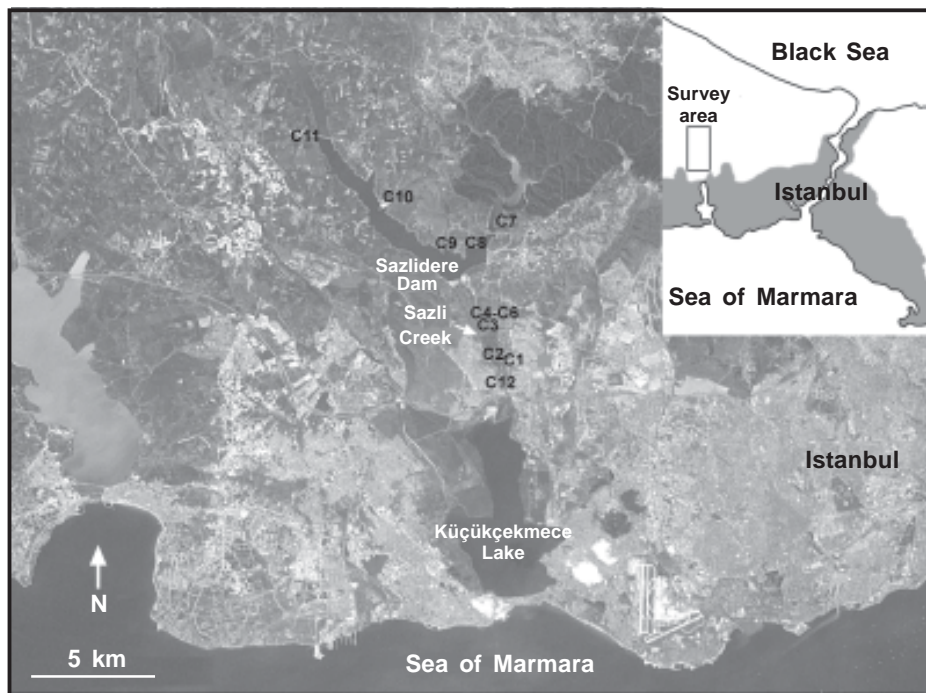 Black Sea
Survey
area
Istanbul
Sea of Marmara
C11
C10
C7
C9
C8
Sazlidere
Dam
C4-C6
Sazli
C3
Creek
C2
C1
C12
Istanbul
Küçükçekmece
Lake
N
5 km
Sea of Marmara